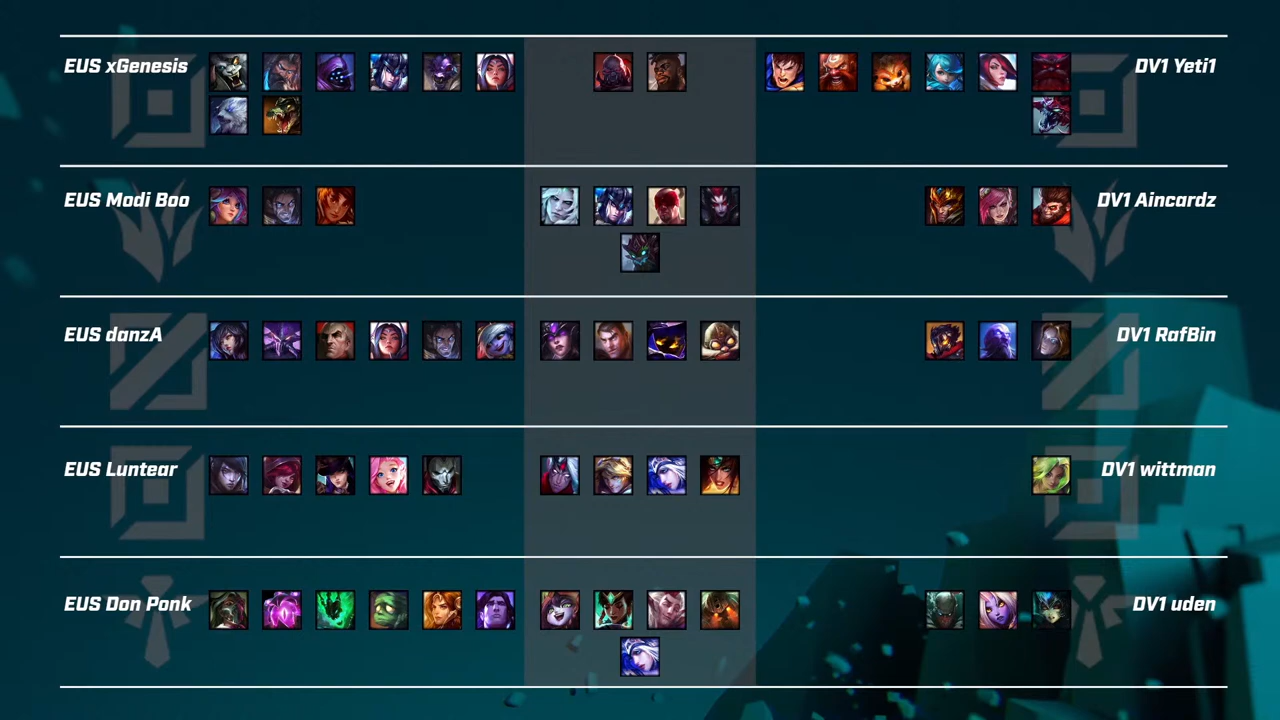 EUS xGenesis
DV1 Yeti1
EUS Modi Boo
DV1 Aincardz
EUS danzA
DV1 RafBin
EUS Luntear
DV1 wittman
EUS Don Ponk
DV1 uden